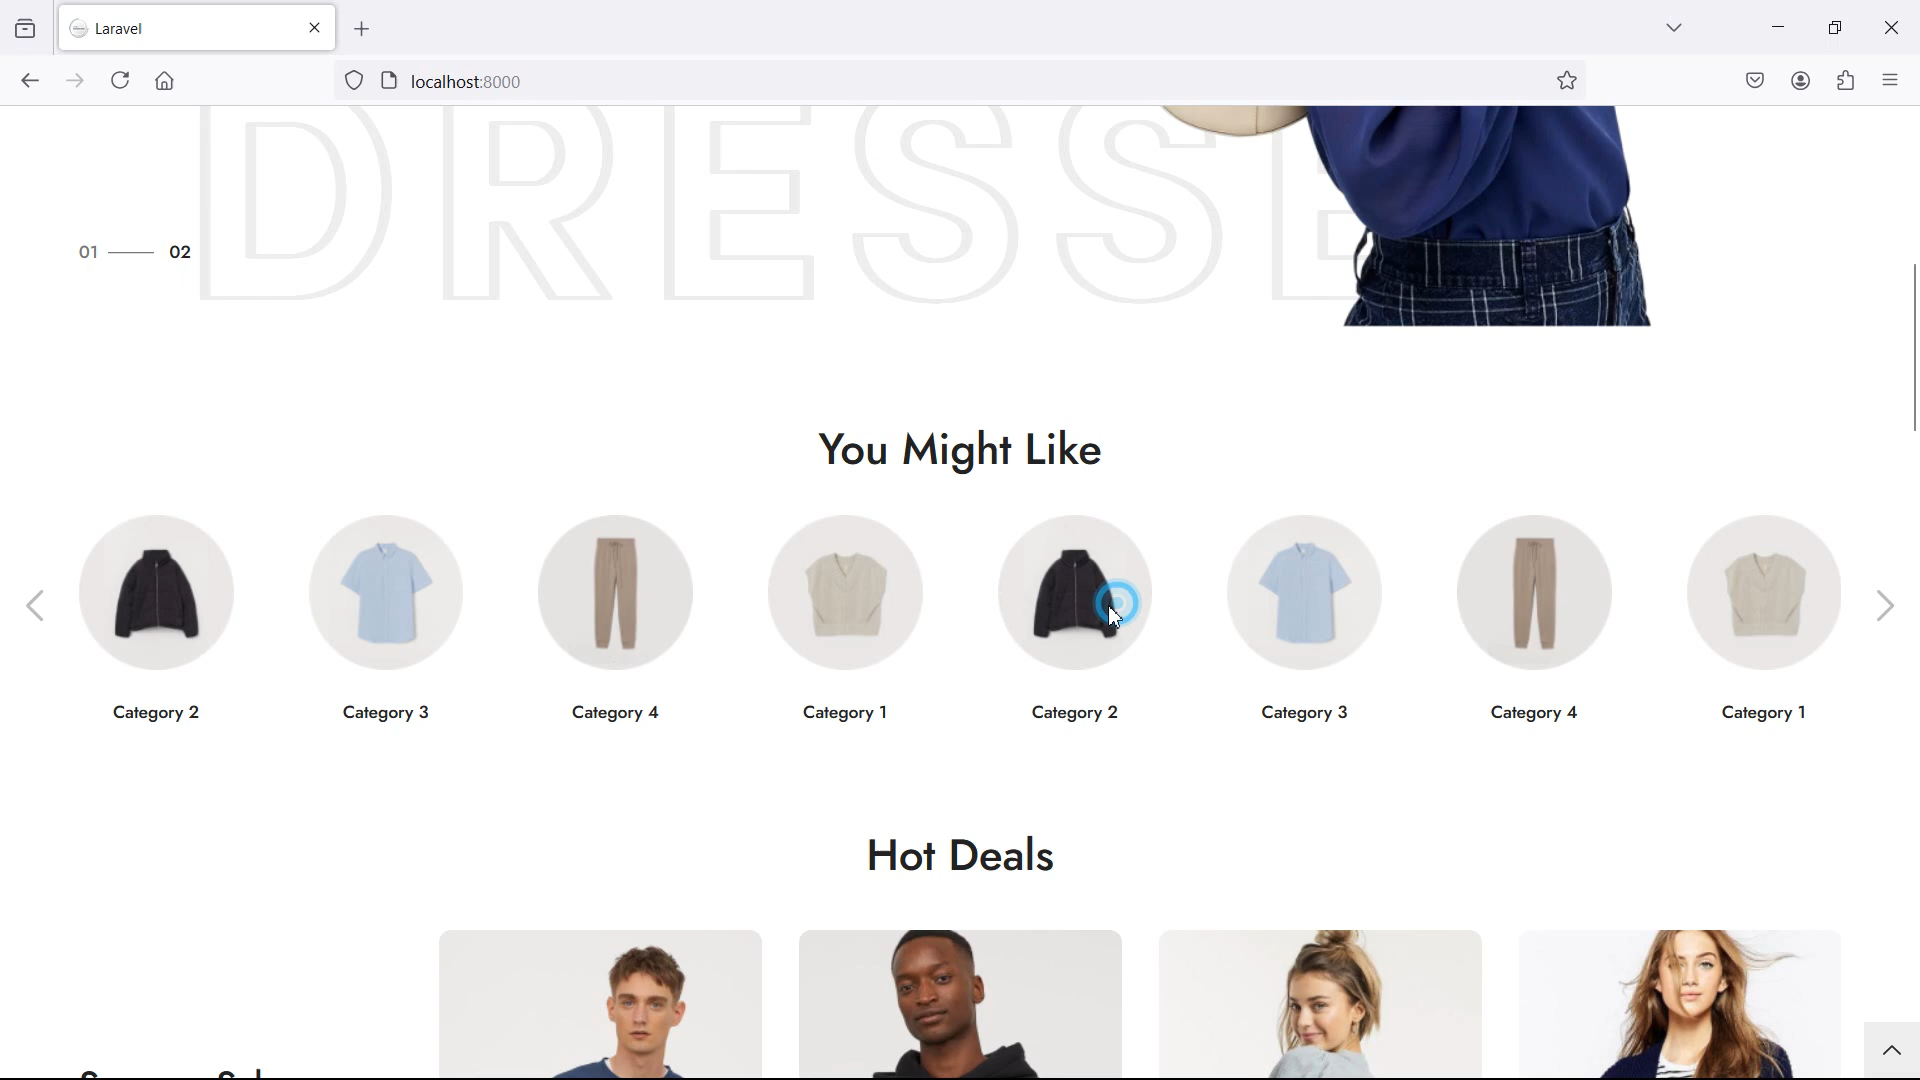 Laravel
localhost:8000
DRESSE
01 02
You Might Like
Category 2 Category 3 Category 4 Category 1 Category 2 Category 3 Category 4 Category 1
Hot Deals